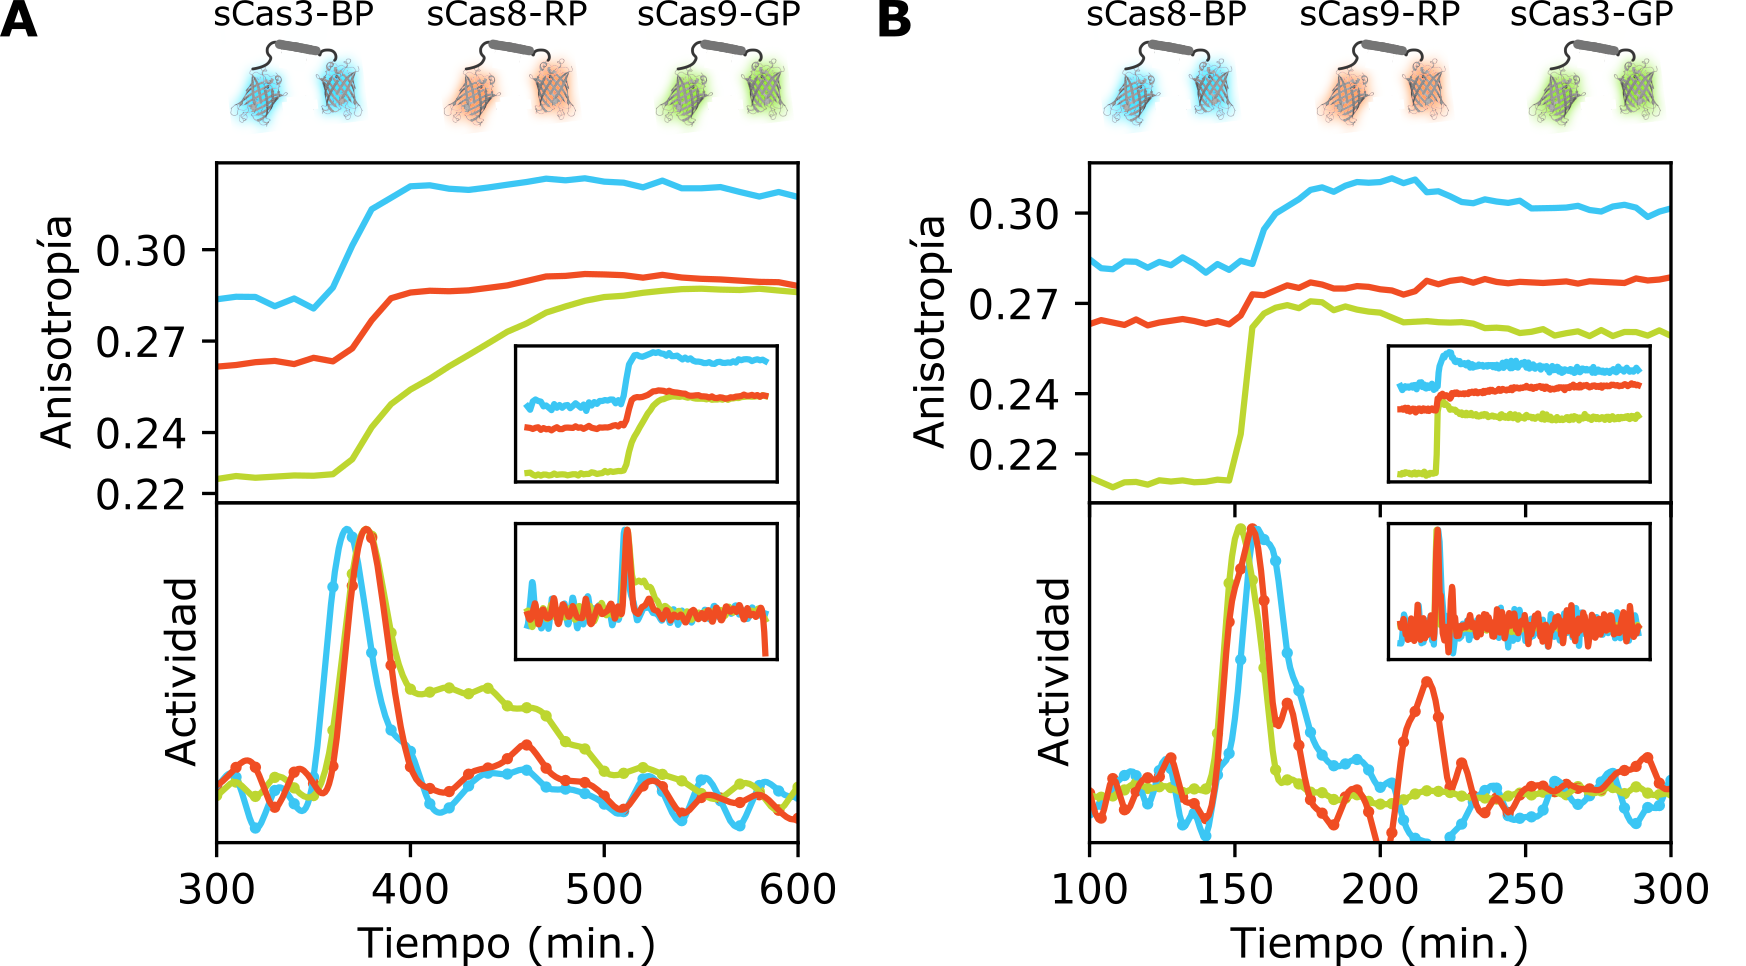 A
sCas3-BP sCas8-RP sCas9-GP
B
sCas8-BP sCas9-RP sCas3-GP
Anisotropía
0.30
0.27
0.24
0.22
Actividad
300 400 500 600
Tiempo (min.)
Anisotropía
0.30
0.27
0.24
0.22
Actividad
100 150 200 250 300
Tiempo (min.)